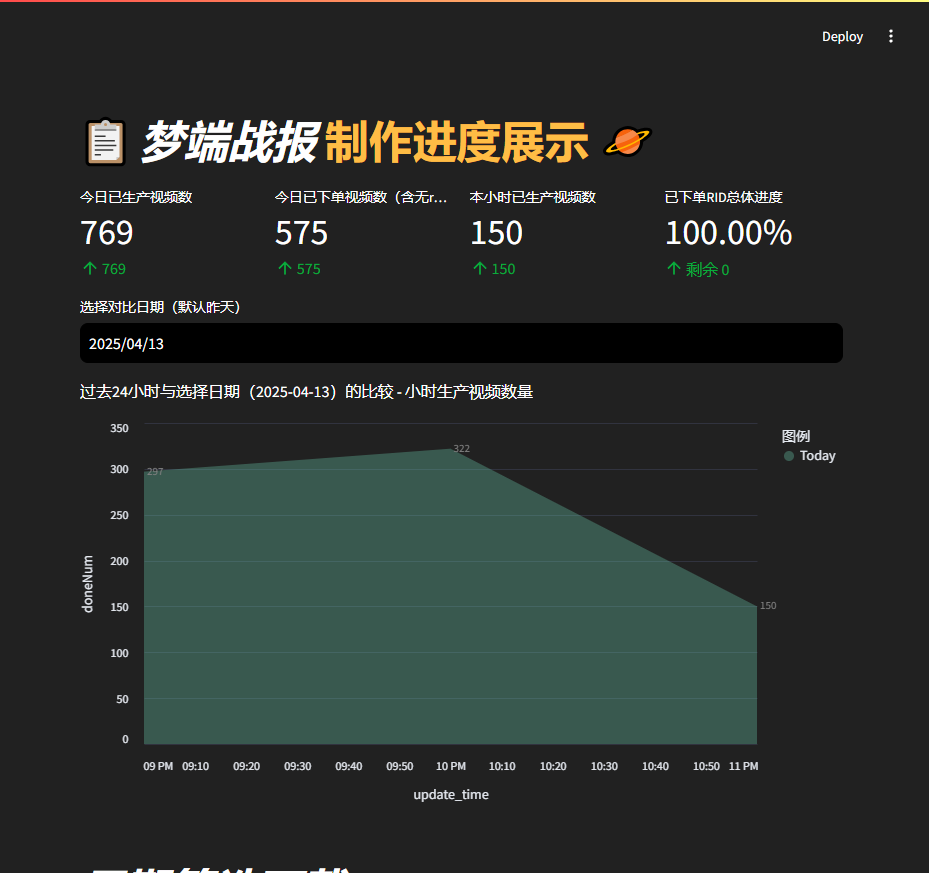 Deploy
梦端战报 制作进度展示
今日已生产视频数
769
769
今日已下单视频数（含无r...
575
575
本小时已生产视频数
150
150
已下单RID总体进度
100.00%
剩余 0
选择对比日期（默认昨天）
2025/04/13
过去24小时与选择日期（2025-04-13）的比较 - 小时生产视频数量
350
300
250
200
150
100
50
0
doneNum
297
322
150
图例
Today
09 PM 09:10 09:20 09:30 09:40 09:50 10 PM 10:10 10:20 10:30 10:40 10:50 11 PM
update_time